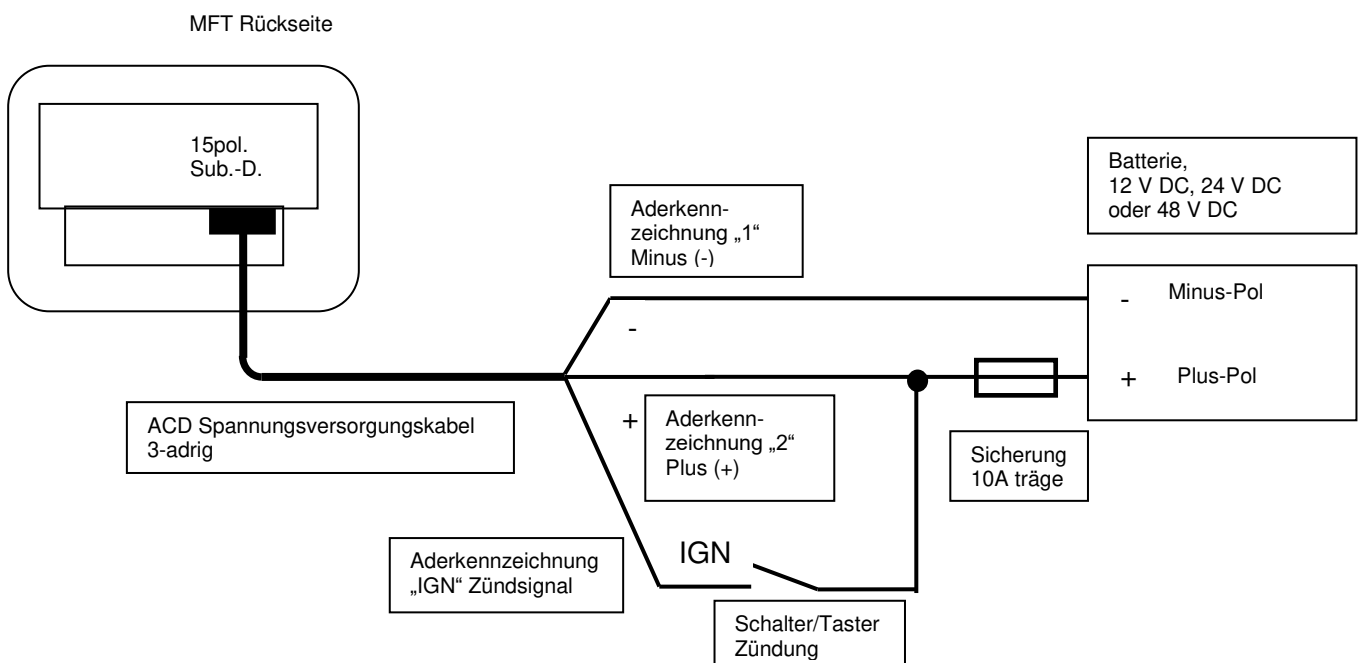 MFT Rückseite
15pol.
Sub.-D.
Batterie,
12 V DC, 24 V DC
oder 48 V DC
Aderkenn-
zeichnung „1“
Minus (-)
- Minus-Pol
-
+ Plus-Pol
ACD Spannungsversorgungskabel
3-adrig
+
Aderkenn-
zeichnung „2“
Plus (+)
Sicherung
10A träge
Aderkennzeichnung
„IGN“ Zündsignal
IGN
Schalter/Taster
Zündung